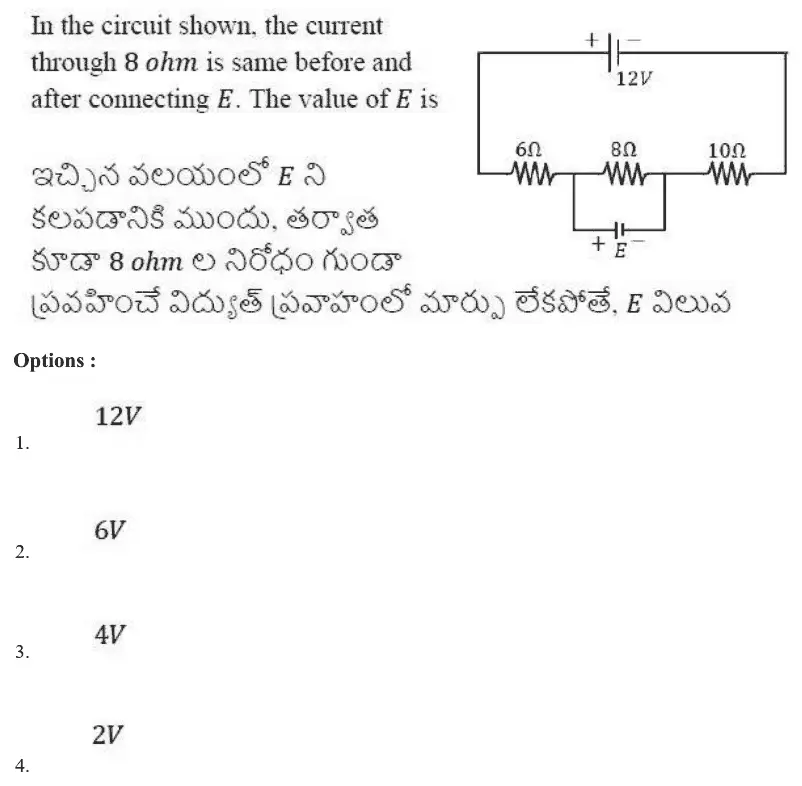 In the circuit shown, the current
through 8 ohm is same before and
after connecting E. The value of E is
+ −
12V
6Ω 8Ω 10Ω
+ E −
ఇచ్చిన వలయంలో E ని
కలపడానికి ముందు, తర్వాత
కూడా 8 ohm ల నిరోధం గుండా
ప్రవహించే విద్యుత్ ప్రవాహంలో మార్పు లేకపోతే, E విలువ
Options :
1. 12V
2. 6V
3. 4V
4. 2V